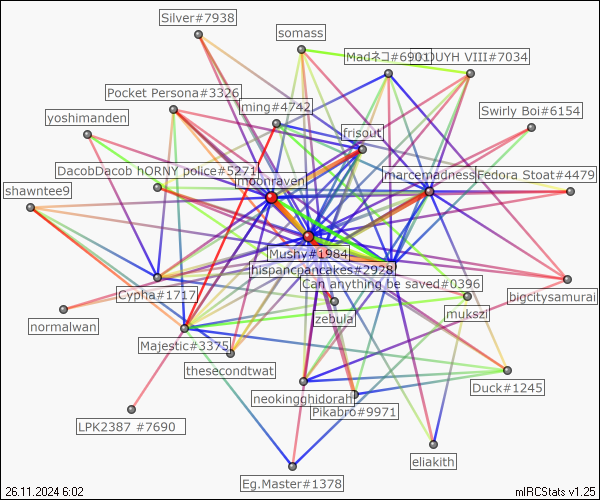 Silver#7938
somass
Madネコ#6901
UYH VIII#7034
Pocket Persona#3326
ming#4742
Swirly Boi#6154
yoshimanden
frisout
DacobDacob hORNY police#5271
moonraven
marcemadness
Fedora Stoat#4479
shawntee9
Mushy#1984
hispancpancakes#2928
Can anything be saved#0396
Cypha#1717
bigcitysamurai
mukszi
zebula
normalwan
Majestic#3375
thesecondtwat
Duck#1245
neokingghidorah
Pikabro#9971
LPK2387 #7690
eliakith
Eg.Master#1378
26.11.2024 6:02
mIRCStats v1.25